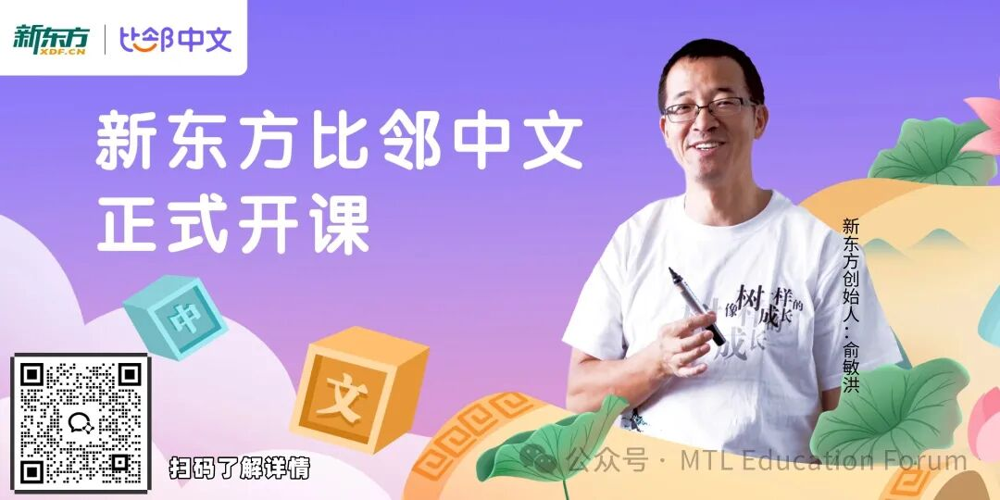 新东方
XDF.CN
比邻中文
新东方比邻中文
正式开课
中
文
扫码了解详情
像树一样的
成长
新东方创始人：俞敏洪
公众号 · MTL Education Forum